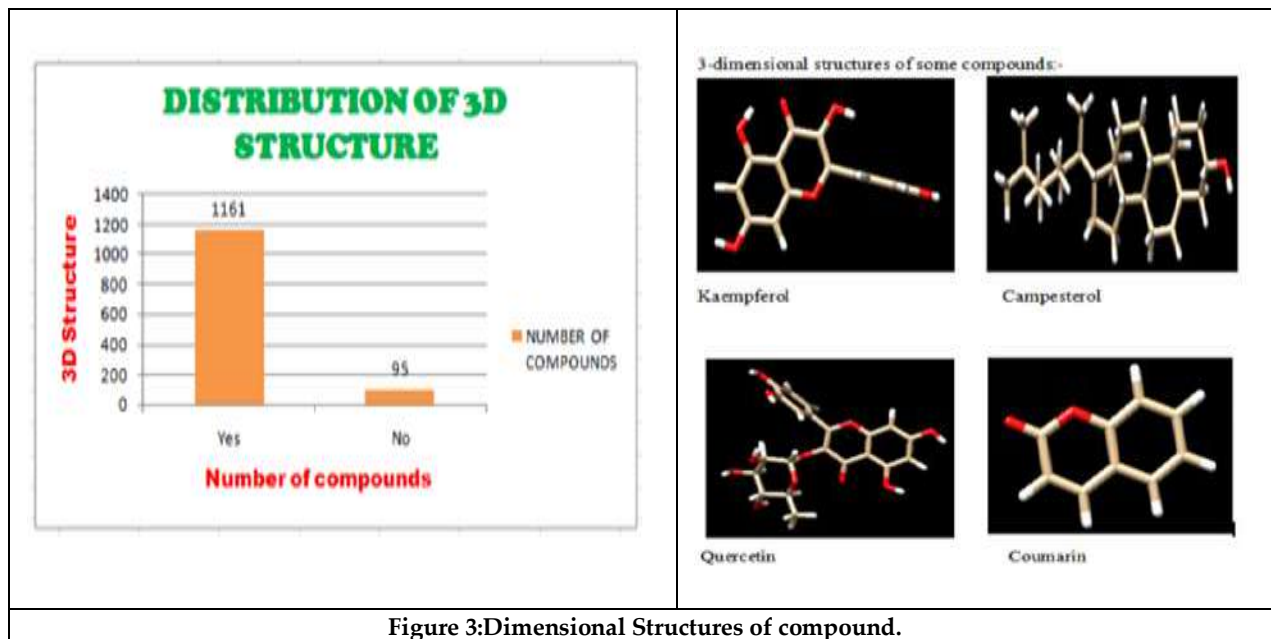 DISTRIBUTION OF 3D
STRUCTURE
3D Structure
1400
1200
1000
800
600
400
200
0
1161
95
Yes
No
Number of compounds
NUMBER OF
COMPOUNDS
3-dimensional structures of some compounds:-
Kaempferol
Campesterol
Quercetin
Coumarin
Figure 3:Dimensional Structures of compound.